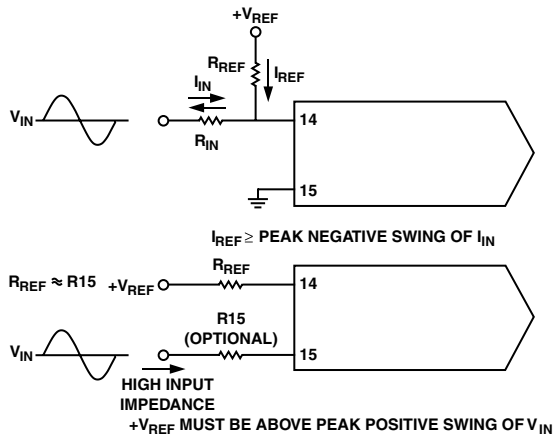 +VREF
RREF
IREF
IIN
VIN
RIN
14
15
IREF ≥ PEAK NEGATIVE SWING OF IIN
RREF ≈ R15
+VREF
RREF
14
R15
(OPTIONAL)
VIN
15
HIGH INPUT
IMPEDANCE
+VREF MUST BE ABOVE PEAK POSITIVE SWING OF VIN